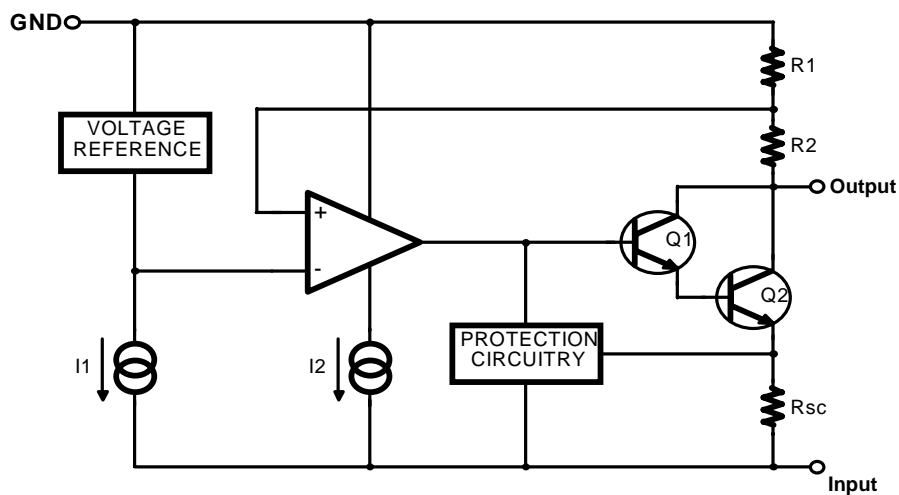 GND
R1
VOLTAGE
REFERENCE
R2
Output
+
-
Q1
Q2
PROTECTION
CIRCUITRY
I1
I2
Rsc
Input